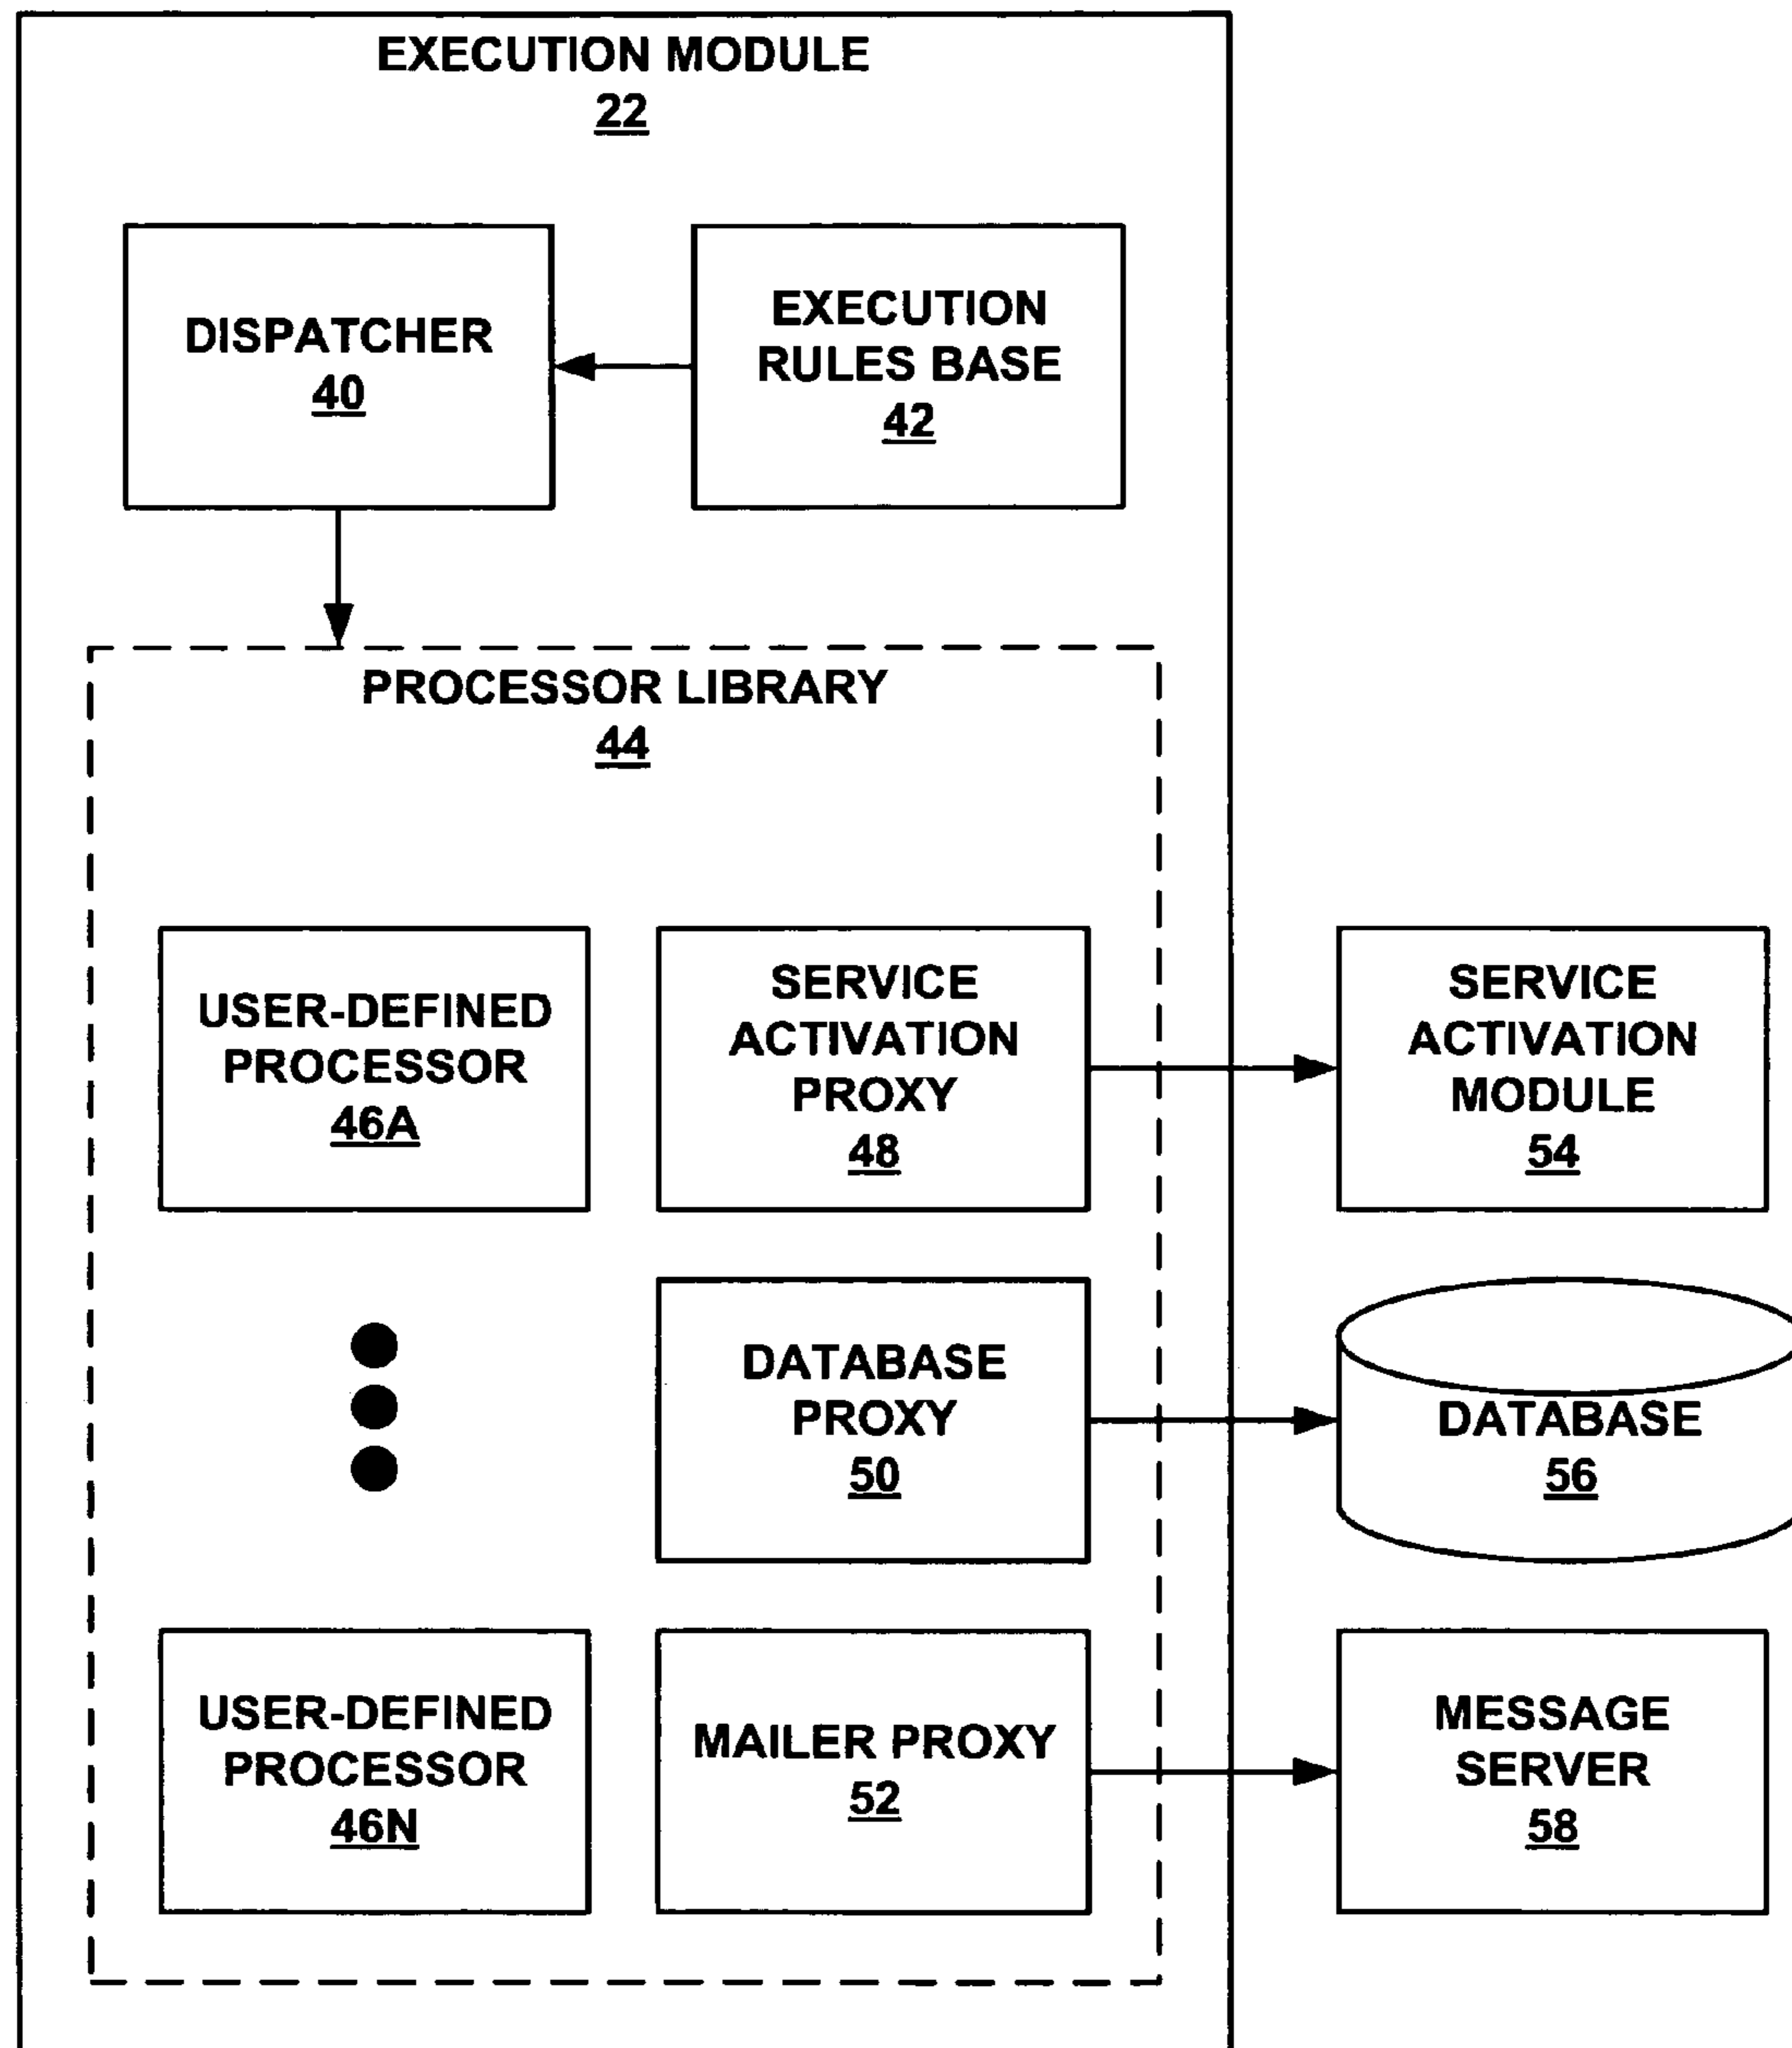 EXECUTION MODULE
22
DISPATCHER
40
EXECUTION
RULES BASE
42
PROCESSOR LIBRARY
44
USER-DEFINED
PROCESSOR
46A
SERVICE
ACTIVATION
PROXY
48
SERVICE
ACTIVATION
MODULE
54
DATABASE
PROXY
50
DATABASE
56
USER-DEFINED
PROCESSOR
46N
MAILER PROXY
52
MESSAGE
SERVER
58